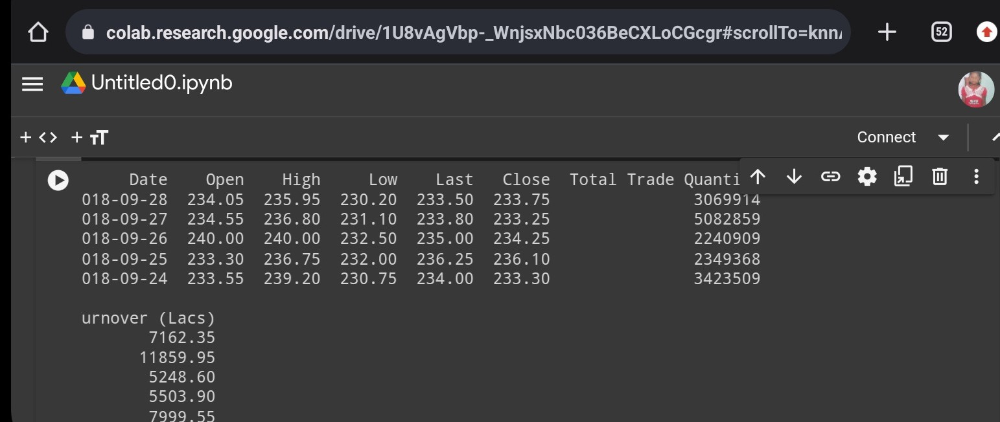 colab.research.google.com/drive/1U8vAgVbp-_WnjsxNbc036BeCXLoCGcgr#scrollTo=knn
52
Untitled0.ipynb
+ <> + TT
Connect
Date Open High Low Last Close Total Trade Quanti
018-09-28 234.05 235.95 230.20 233.50 233.75 3069914
018-09-27 234.55 236.80 231.10 233.80 233.25 5082859
018-09-26 240.00 240.00 232.50 235.00 234.25 2240909
018-09-25 233.30 236.75 232.00 236.25 236.10 2349368
018-09-24 233.55 239.20 230.75 234.00 233.30 3423509
urnover (Lacs)
7162.35
11859.95
5248.60
5503.90
7999.55